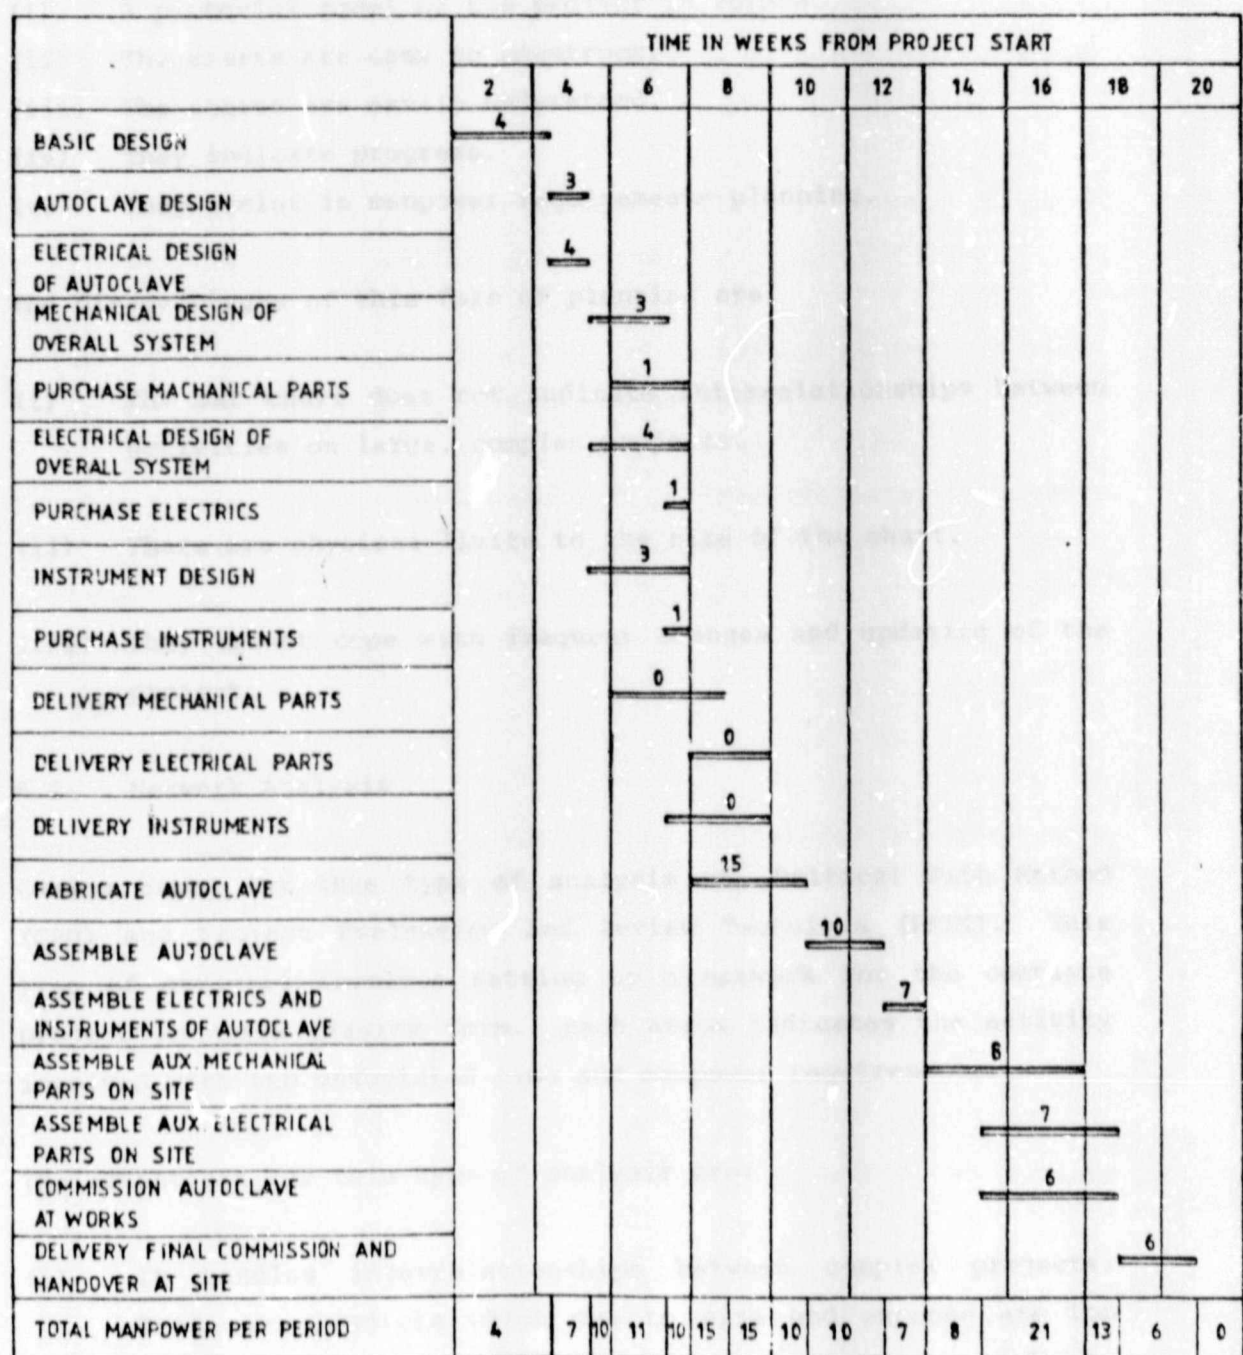 TIME IN WEEKS FROM PROJECT START
2 4 6 8 10 12 14 16 18 20
BASIC DESIGN 4
AUTOCLAVE DESIGN 3
ELECTRICAL DESIGN 4
OF AUTOCLAVE
MECHANICAL DESIGN OF 3
OVERALL SYSTEM
PURCHASE MACHANICAL PARTS 1
ELECTRICAL DESIGN OF 4
OVERALL SYSTEM
PURCHASE ELECTRICS 1
INSTRUMENT DESIGN 3
PURCHASE INSTRUMENTS 1
DELIVERY MECHANICAL PARTS 0
DELIVERY ELECTRICAL PARTS 0
DELIVERY INSTRUMENTS 0
FABRICATE AUTOCLAVE 15
ASSEMBLE AUTOCLAVE 10
ASSEMBLE ELECTRICS AND 7
INSTRUMENTS OF AUTOCLAVE
ASSEMBLE AUX. MECHANICAL 8
PARTS ON SITE
ASSEMBLE AUX. ELECTRICAL 7
PARTS ON SITE
COMMISSION AUTOCLAVE 6
AT WORKS
DELIVERY FINAL COMMISSION AND 6
HANDOVER AT SITE
TOTAL MANPOWER PER PERIOD 4 7 10 11 10 15 15 10 10 7 8 21 13 6 0